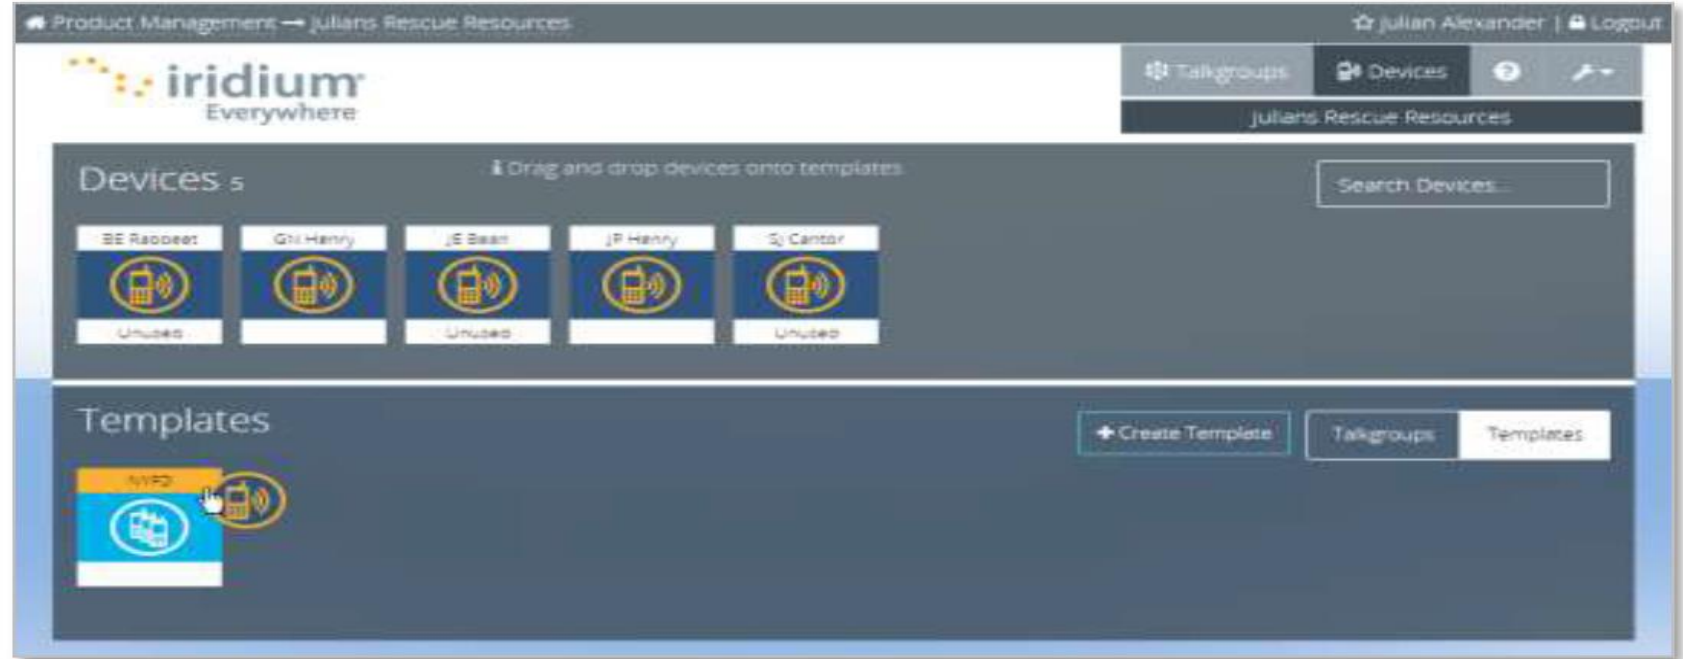 Product Management → Julians Rescue Resources
Julian Alexander | Logout
iridium
Everywhere
Talkgroups Devices ?
Julians Rescue Resources
Devices 5
Drag and drop devices onto templates
Search Devices...
BE Rappeet GN Henry JE Bean JP Henry SJ Cantor
Unused Unused Unused
Templates
+ Create Template Talkgroups Templates
NYFD